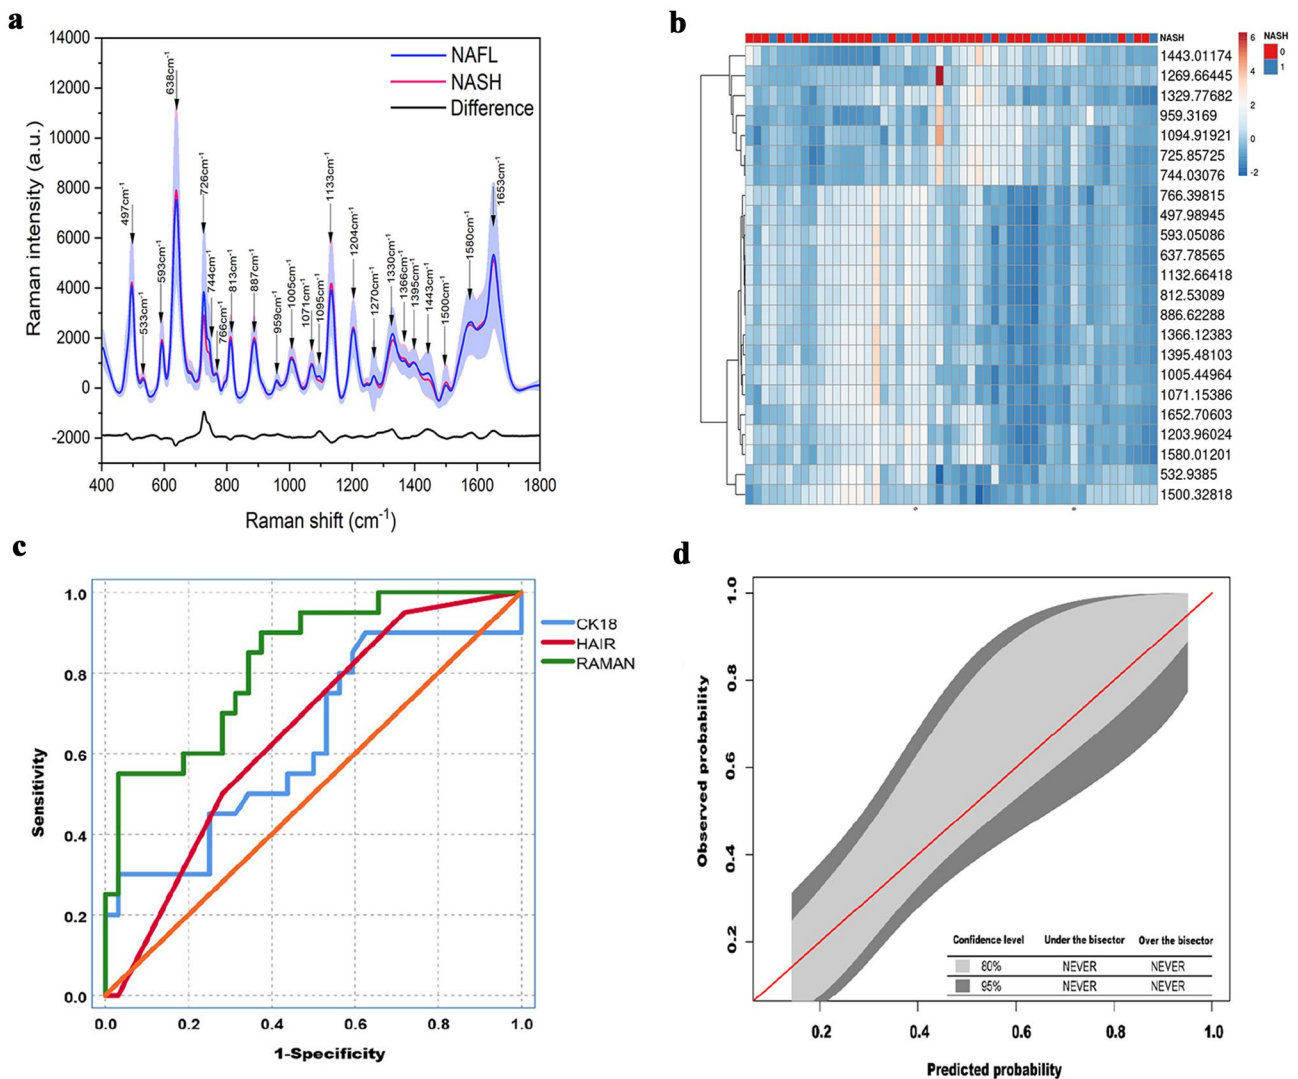 a
14000
12000
10000
8000
6000
4000
2000
0
-2000
Raman intensity (a.u.)
400 600 800 1000 1200 1400 1600 1800
Raman shift (cm⁻¹)
NAFL
NASH
Difference
497cm⁻¹
533cm⁻¹
593cm⁻¹
638cm⁻¹
726cm⁻¹
744cm⁻¹
766cm⁻¹
813cm⁻¹
887cm⁻¹
959cm⁻¹
1005cm⁻¹
1071cm⁻¹
1095cm⁻¹
1133cm⁻¹
1204cm⁻¹
1270cm⁻¹
1330cm⁻¹
1366cm⁻¹
1395cm⁻¹
1443cm⁻¹
1500cm⁻¹
1580cm⁻¹
1653cm⁻¹
b
NASH
1443.01174
1269.66445
1329.77682
959.3169
1094.91921
725.85725
744.03076
766.39815
497.98945
593.05086
637.78565
1132.66418
812.53089
886.62288
1366.12383
1395.48103
1005.44964
1071.15386
1652.70603
1203.96024
1580.01201
532.9385
1500.32818
6
4
2
0
-2
NASH
0
1
c
1.0
0.8
0.6
0.4
0.2
0.0
Sensitivity
0.0 0.2 0.4 0.6 0.8 1.0
1-Specificity
CK18
HAIR
RAMAN
d
1.0
0.8
0.6
0.4
0.2
Observed probability
Confidence level Under the bisector Over the bisector
80% NEVER NEVER
95% NEVER NEVER
0.2 0.4 0.6 0.8 1.0
Predicted probability